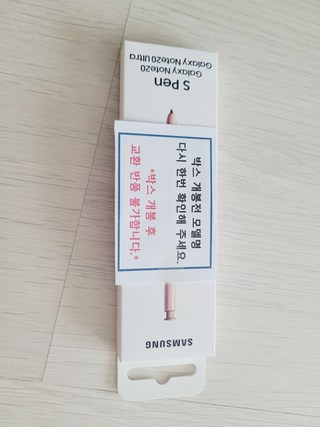 S Pen
Galaxy Note20
Galaxy Note20 Ultra
박스 개봉전 모델명
다시 한번 확인해 주세요.
*박스 개봉 후
교환 반품 불가합니다.*
SAMSUNG